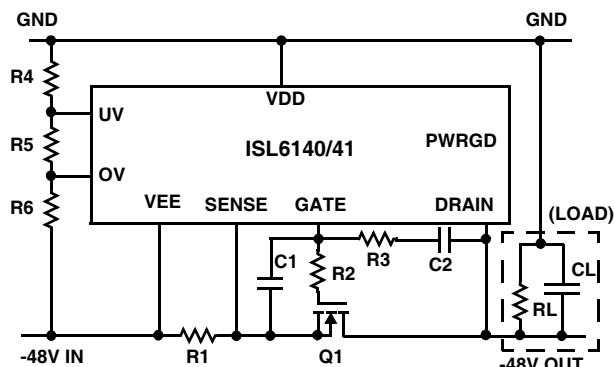 GND
GND
R4
VDD
UV
R5
ISL6140/41
PWRGD
OV
R6
VEE
SENSE
GATE
DRAIN
(LOAD)
C1
R2
R3
C2
CL
RL
-48V IN
R1
Q1
-48V OUT